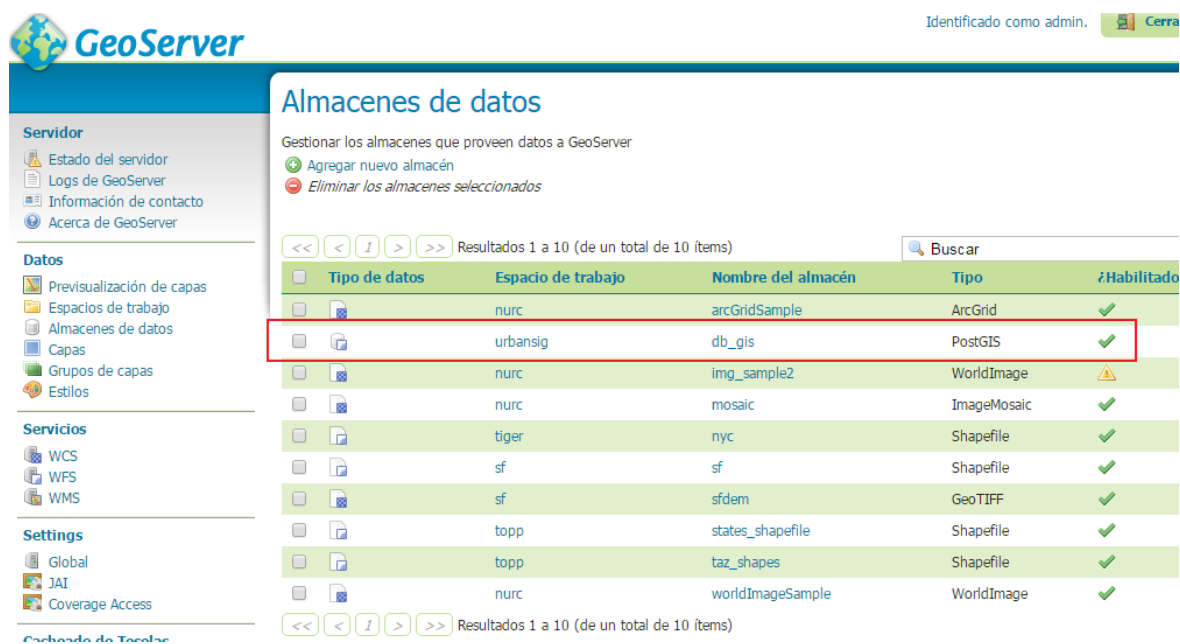 GeoServer
Identificado como admin.
Cerra
Servidor
Estado del servidor
Logs de GeoServer
Información de contacto
Acerca de GeoServer
Datos
Previsualización de capas
Espacios de trabajo
Almacenes de datos
Capas
Grupos de capas
Estilos
Servicios
WCS
WFS
WMS
Settings
Global
JAI
Coverage Access
Cacheado de Teselas
Almacenes de datos
Gestionar los almacenes que proveen datos a GeoServer
Agregar nuevo almacén
Eliminar los almacenes seleccionados
<< < 1 > >> Resultados 1 a 10 (de un total de 10 ítems)
Buscar
Tipo de datos Espacio de trabajo Nombre del almacén Tipo ¿Habilitado
nurc arcGridSample ArcGrid
urbansig db_gis PostGIS
nurc img_sample2 WorldImage
nurc mosaic ImageMosaic
tiger nyc Shapefile
sf sf Shapefile
sf sfdem GeoTIFF
topp states_shapefile Shapefile
topp taz_shapes Shapefile
nurc worldImageSample WorldImage
<< < 1 > >> Resultados 1 a 10 (de un total de 10 ítems)